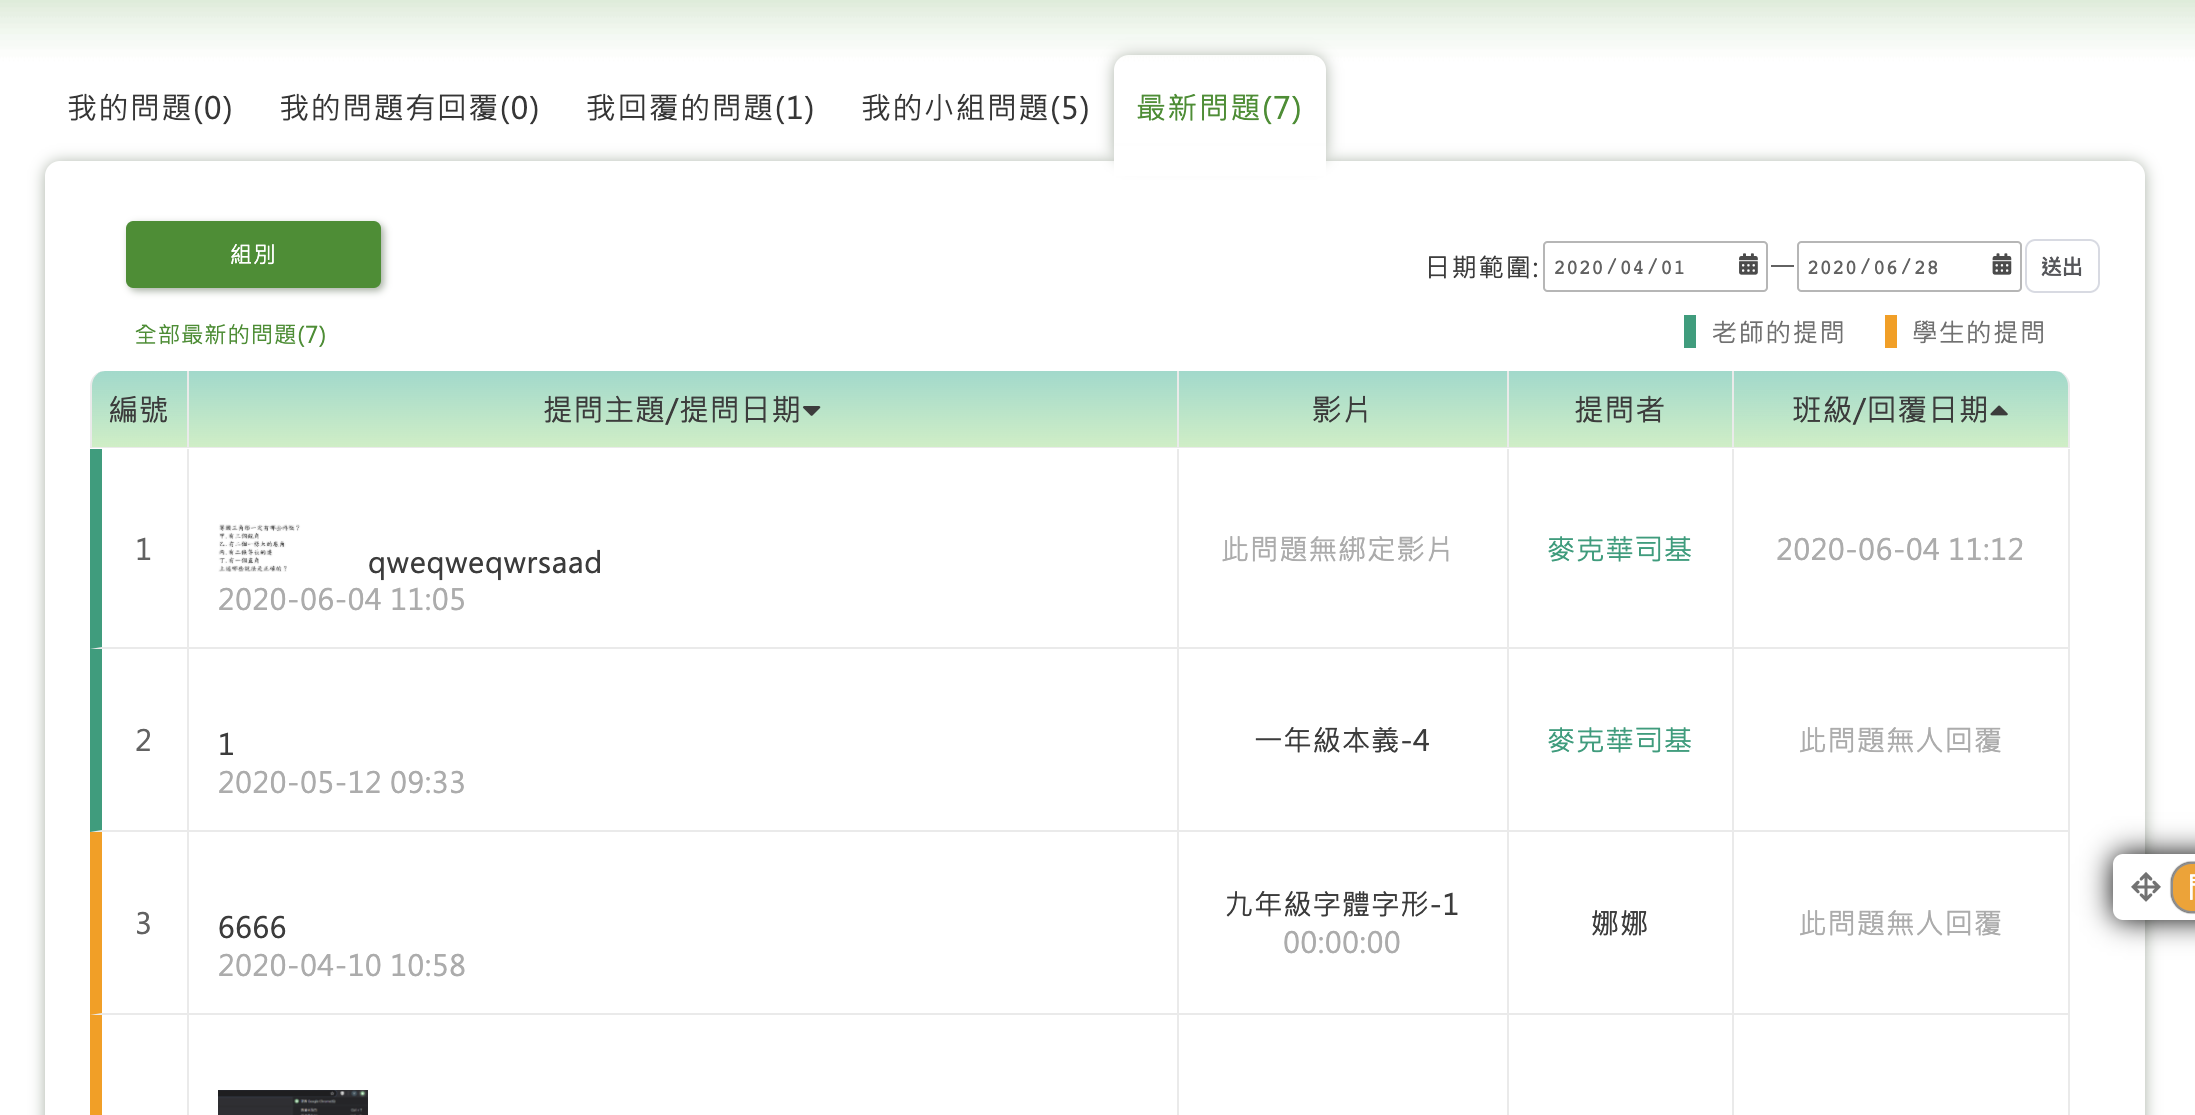 我的問題(0) 我的問題有回覆(0) 我回覆的問題(1) 我的小組問題(5) 最新問題(7)
組別
日期範圍: 2020/04/01 — 2020/06/28 送出
全部最新的問題(7)
老師的提問 學生的提問
編號 提問主題/提問日期 影片 提問者 班級/回覆日期
1 qweqweqwrsaad 此問題無綁定影片 麥克華司基 2020-06-04 11:12
2020-06-04 11:05
2 1 一年級本義-4 麥克華司基 此問題無人回覆
2020-05-12 09:33
3 6666 九年級字體字形-1 娜娜 此問題無人回覆
2020-04-10 10:58 00:00:00